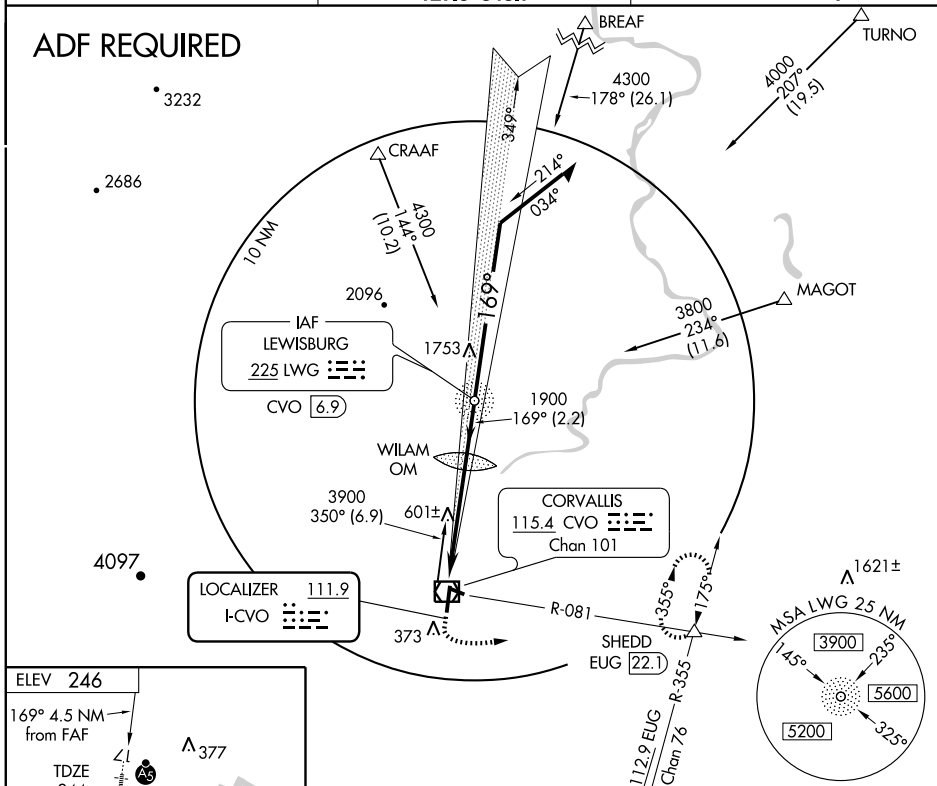 ADF REQUIRED
BREAF
TURNO
4300
178° (26.1)
4000
207°
(19.5)
3232
349°
CRAAF
214°
034°
2686
4300
144°
(10.2)
10 NM
169°
MAGOT
2096
3800
234°
(11.6)
IAF
LEWISBURG
225 LWG
CVO 6.9
1753
1900
169° (2.2)
WILAM
OM
3900
350° (6.9)
601±
CORVALLIS
115.4 CVO
Chan 101
4097
LOCALIZER 111.9
I-CVO
373
R-081
355°
175°
SHEDD
EUG 22.1
R-355
112.9 EUG
Chan 76
1621±
MSA LWG 25 NM
3900
145°
235°
5600
5200
325°
ELEV 246
169° 4.5 NM
from FAF
377
TDZE
A5